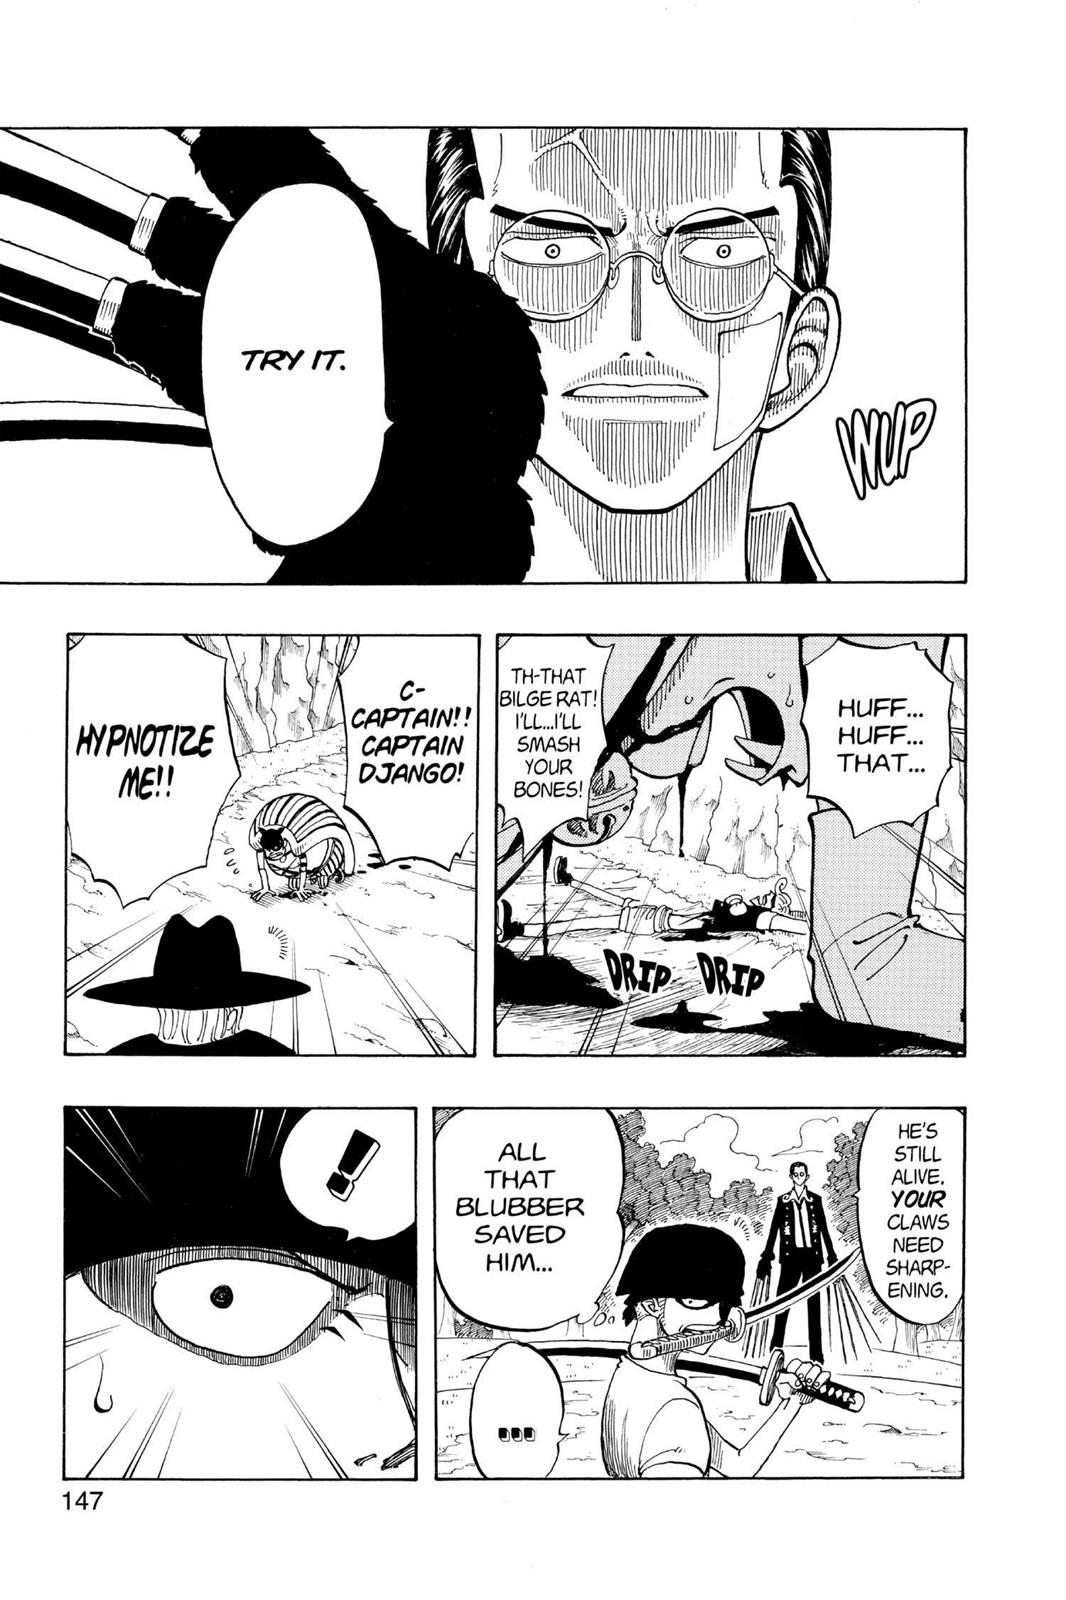 TRY IT.
WUP
HUFF...
HUFF...
THAT...
TH-THAT
BILGE RAT!
I'LL...I'LL
SMASH
YOUR
BONES!
DRIP
DRIP
C-
CAPTAIN!!
CAPTAIN
DJANGO!
HYPNOTIZE
ME!!
HE'S
STILL
ALIVE.
YOUR
CLAWS
NEED
SHARP-
ENING.
ALL
THAT
BLUBBER
SAVED
HIM...
...
!
147